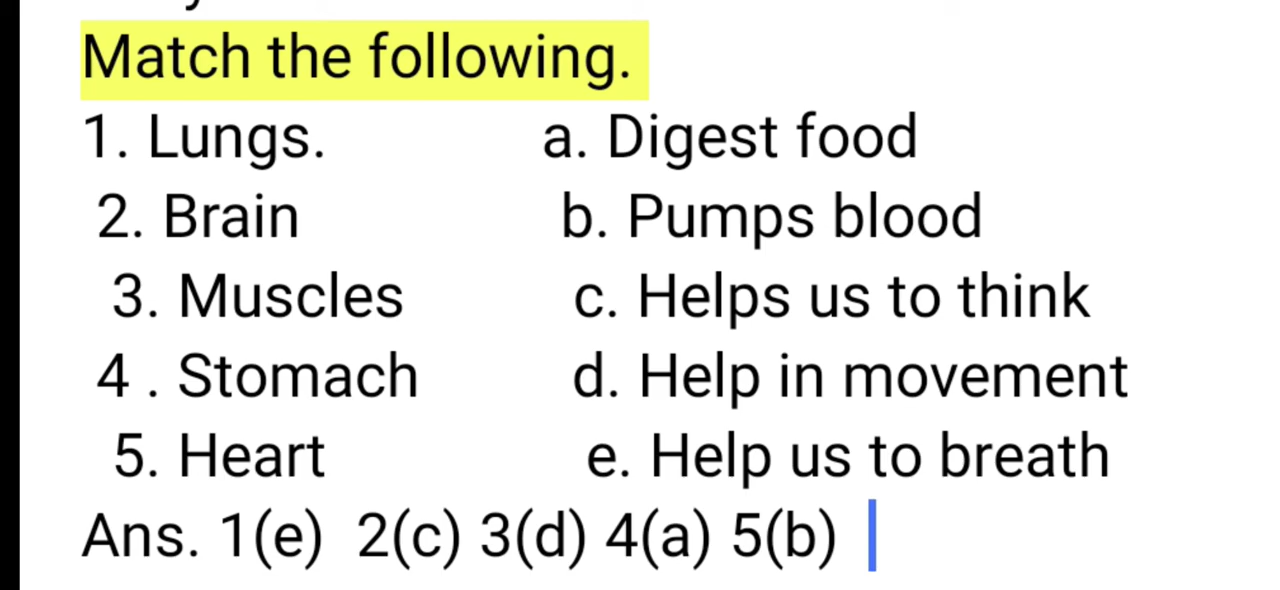 Match the following.
1. Lungs. a. Digest food
2. Brain b. Pumps blood
3. Muscles c. Helps us to think
4 . Stomach d. Help in movement
5. Heart e. Help us to breath
Ans. 1(e) 2(c) 3(d) 4(a) 5(b)